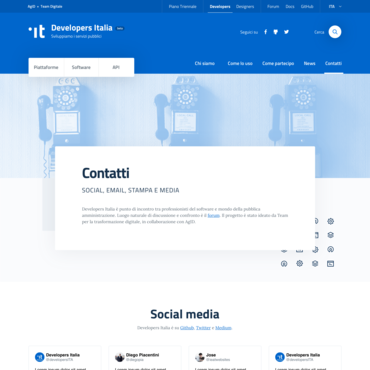 AgID + Team Digitale
Piano Triennale
Developers
Designers
Forum
Docs
GitHub
ITA
Developers Italia
Sviluppiamo i servizi pubblici
Seguici su
Cerca
Piattaforme
Software
API
Chi siamo
Come lo uso
Come partecipo
News
Contatti
Contatti
SOCIAL, EMAIL, STAMPA E MEDIA
Developers Italia è punto di incontro tra professionisti del software e mondo della pubblica
amministrazione. Luogo naturale di discussione e confronto è il forum. Il progetto è stato ideato da Team
per la trasformazione digitale, in collaborazione con AgID.
Social media
Developers Italia è su GitHub, Twitter e Medium.
Developers Italia
@developersITA
Diego Piacentini
Jose
Developers Italia
@developersITA